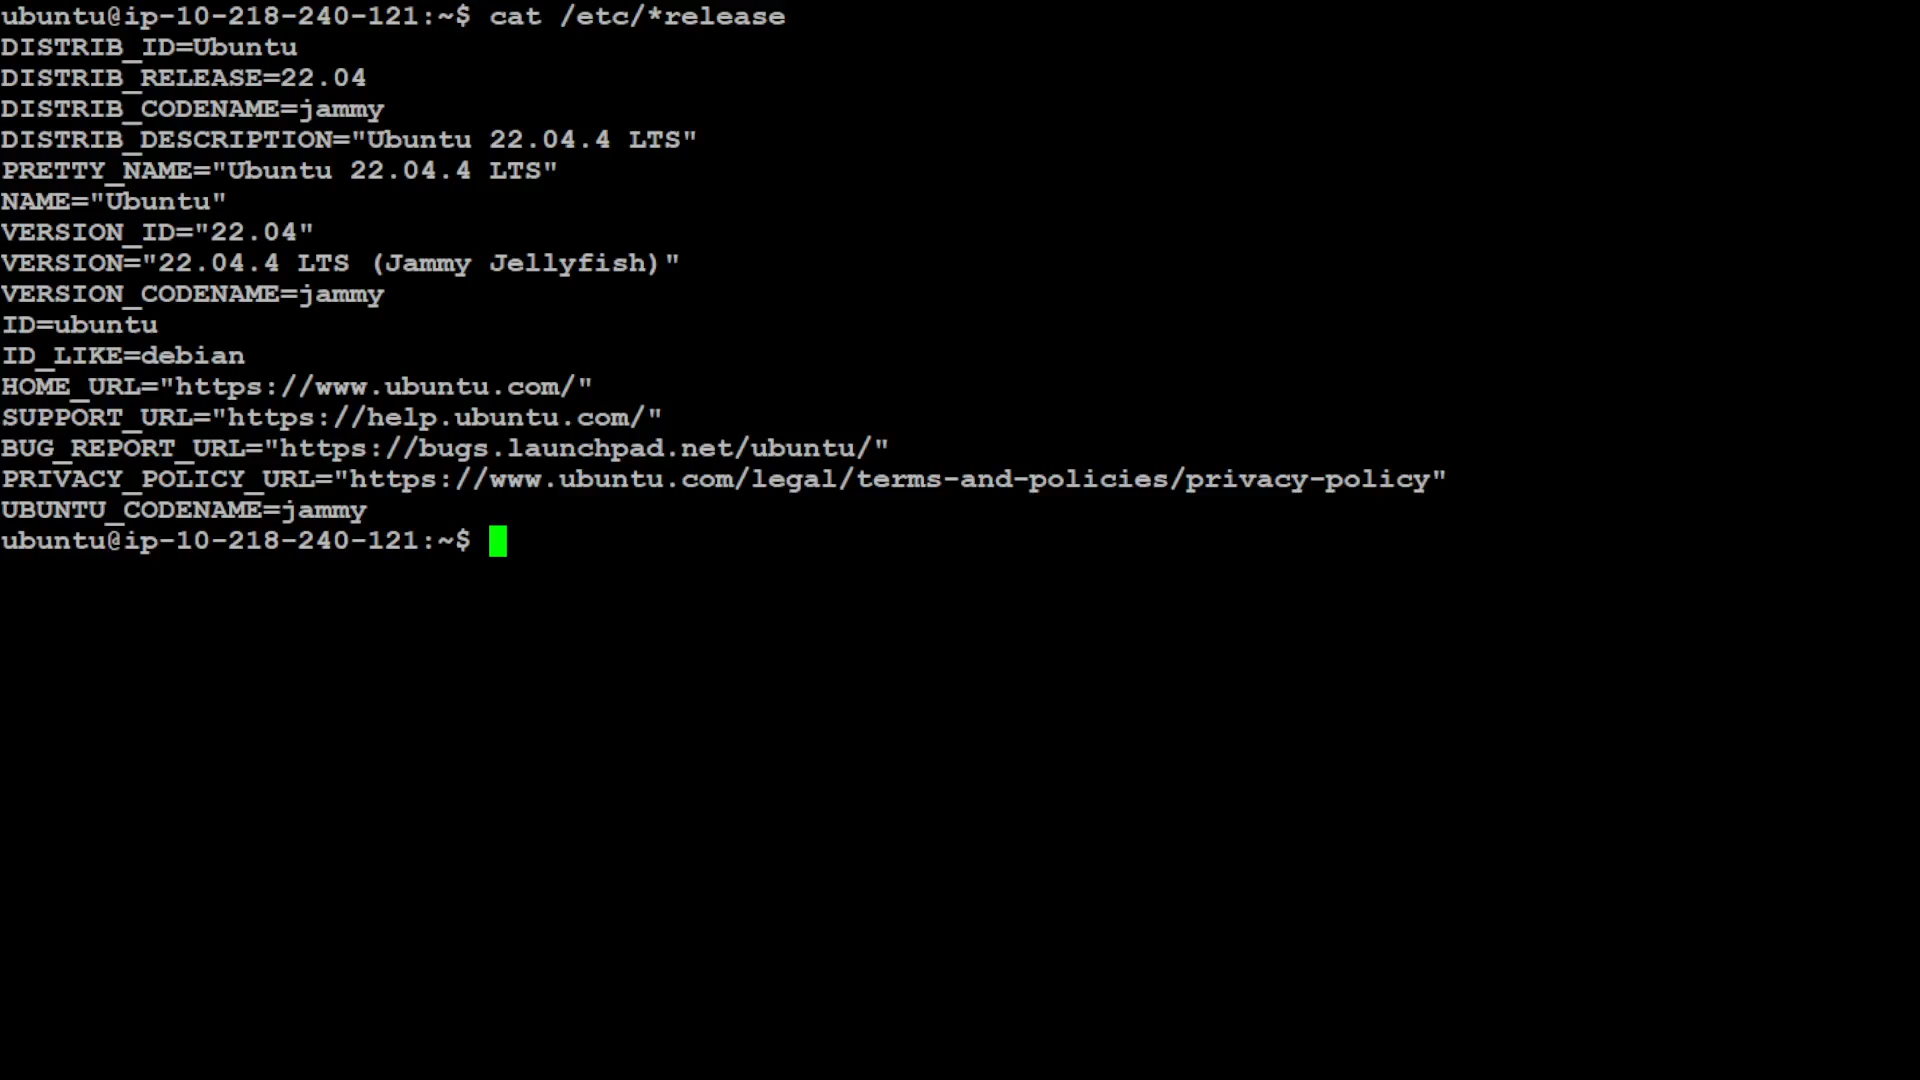 ubuntu@ip-10-218-240-121:~$ cat /etc/*release
DISTRIB_ID=Ubuntu
DISTRIB_RELEASE=22.04
DISTRIB_CODENAME=jammy
DISTRIB_DESCRIPTION="Ubuntu 22.04.4 LTS"
PRETTY_NAME="Ubuntu 22.04.4 LTS"
NAME="Ubuntu"
VERSION_ID="22.04"
VERSION="22.04.4 LTS (Jammy Jellyfish)"
VERSION_CODENAME=jammy
ID=ubuntu
ID_LIKE=debian
HOME_URL="https://www.ubuntu.com/"
SUPPORT_URL="https://help.ubuntu.com/"
BUG_REPORT_URL="https://bugs.launchpad.net/ubuntu/"
PRIVACY_POLICY_URL="https://www.ubuntu.com/legal/terms-and-policies/privacy-policy"
UBUNTU_CODENAME=jammy
ubuntu@ip-10-218-240-121:~$